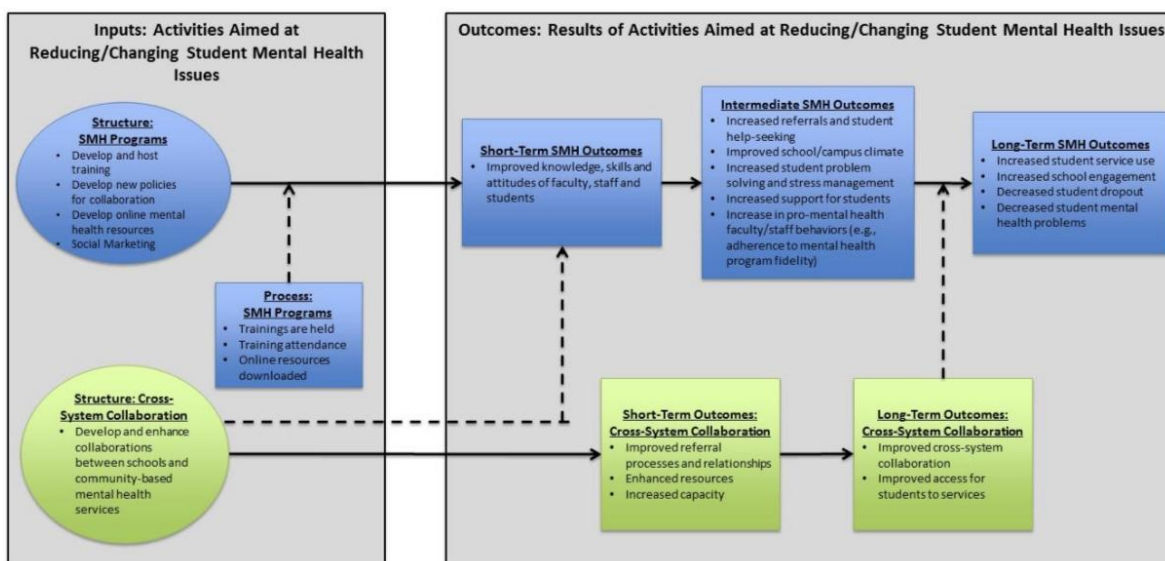 Inputs: Activities Aimed at
Reducing/Changing Student Mental Health
Issues
Structure:
SMH Programs
• Develop and host
training
• Develop new policies
for collaboration
• Develop online mental
health resources
• Social Marketing
Process:
SMH Programs
• Trainings are held
• Training attendance
• Online resources
downloaded
Structure: Cross-
System Collaboration
• Develop and enhance
collaborations
between schools and
community-based
mental health
services
Outcomes: Results of Activities Aimed at Reducing/Changing Student Mental Health Issues
Short-Term SMH Outcomes
• Improved knowledge, skills and
attitudes of faculty, staff and
students
Intermediate SMH Outcomes
• Increased referrals and student
help-seeking
• Improved school/campus climate
• Increased student problem
solving and stress management
• Increased support for students
• Increase in pro-mental health
faculty/staff behaviors (e.g.,
adherence to mental health
program fidelity)
Long-Term SMH Outcomes
• Increased student service use
• Increased school engagement
• Decreased student dropout
• Decreased student mental
health problems
Short-Term Outcomes:
Cross-System Collaboration
• Improved referral
processes and relationships
• Enhanced resources
• Increased capacity
Long-Term Outcomes:
Cross-System Collaboration
• Improved cross-system
collaboration
• Improved access for
students to services